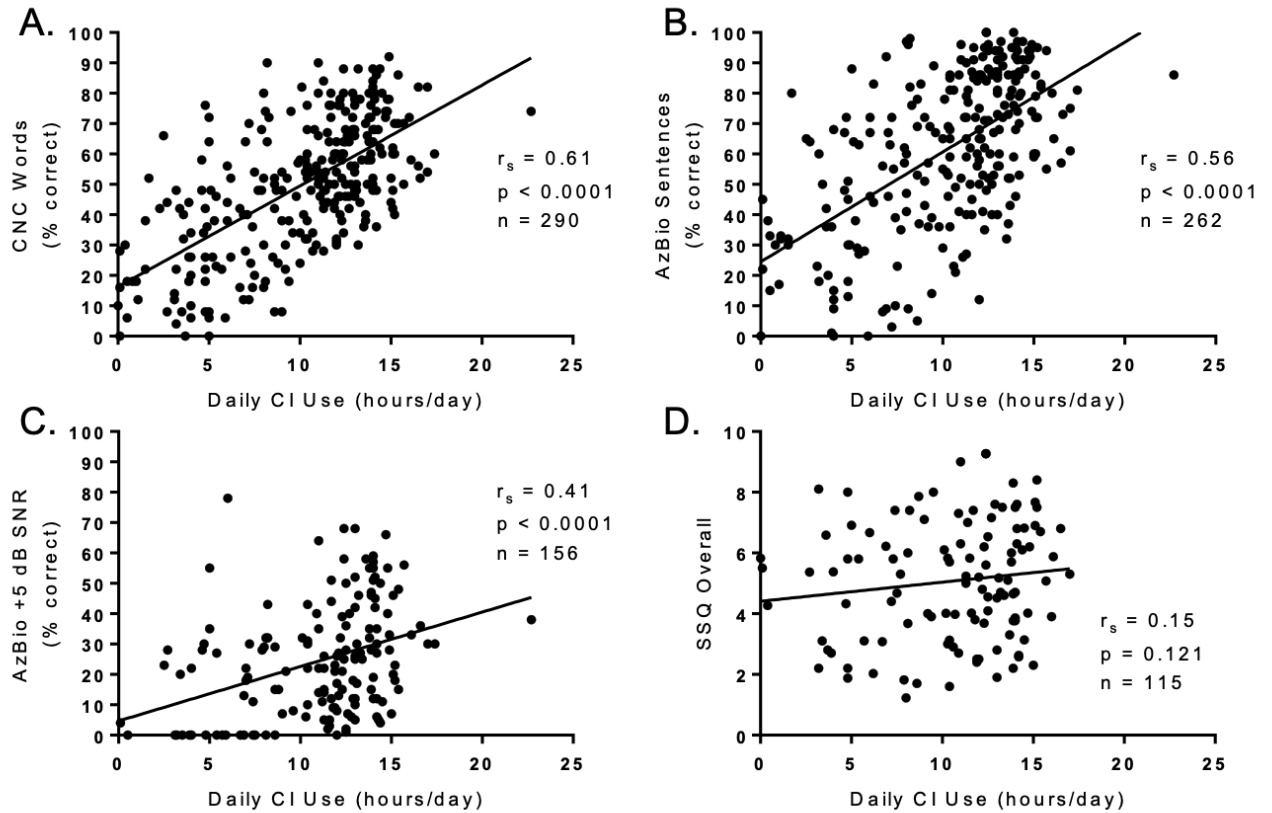 A.
100
90
80
70
60
50
40
30
20
10
0
CNC Words
(% correct)
rs = 0.61
p < 0.0001
n = 290
0 5 10 15 20 25
Daily CI Use (hours/day)
B.
100
90
80
70
60
50
40
30
20
10
0
AzBio Sentences
(% correct)
rs = 0.56
p < 0.0001
n = 262
0 5 10 15 20 25
Daily CI Use (hours/day)
C.
100
90
80
70
60
50
40
30
20
10
0
AzBio +5 dB SNR
(% correct)
rs = 0.41
p < 0.0001
n = 156
0 5 10 15 20 25
Daily CI Use (hours/day)
D.
10
8
6
4
2
0
SSQ Overall
rs = 0.15
p = 0.121
n = 115
0 5 10 15 20 25
Daily CI Use (hours/day)